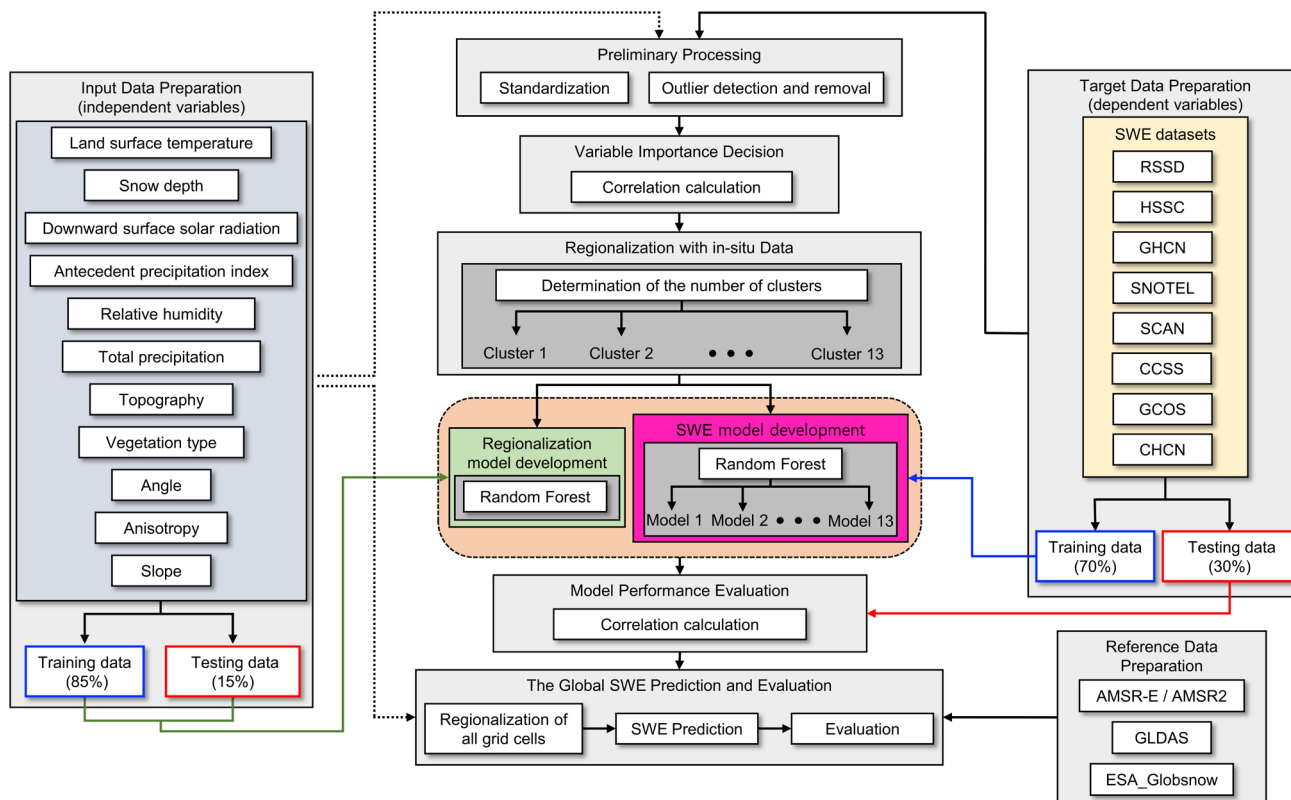 Input Data Preparation
(independent variables)
Land surface temperature
Snow depth
Downward surface solar radiation
Antecedent precipitation index
Relative humidity
Total precipitation
Topography
Vegetation type
Angle
Anisotropy
Slope
Training data
(85%)
Testing data
(15%)
Preliminary Processing
Standardization
Outlier detection and removal
Variable Importance Decision
Correlation calculation
Regionalization with in-situ Data
Determination of the number of clusters
Cluster 1
Cluster 2
• • •
Cluster 13
Regionalization
model development
Random Forest
SWE model development
Random Forest
Model 1
Model 2
• • •
Model 13
Model Performance Evaluation
Correlation calculation
The Global SWE Prediction and Evaluation
Regionalization of
all grid cells
SWE Prediction
Evaluation
Target Data Preparation
(dependent variables)
SWE datasets
RSSD
HSSC
GHCN
SNOTEL
SCAN
CCSS
GCOS
CHCN
Training data
(70%)
Testing data
(30%)
Reference Data
Preparation
AMSR-E / AMSR2
GLDAS
ESA_Globsnow